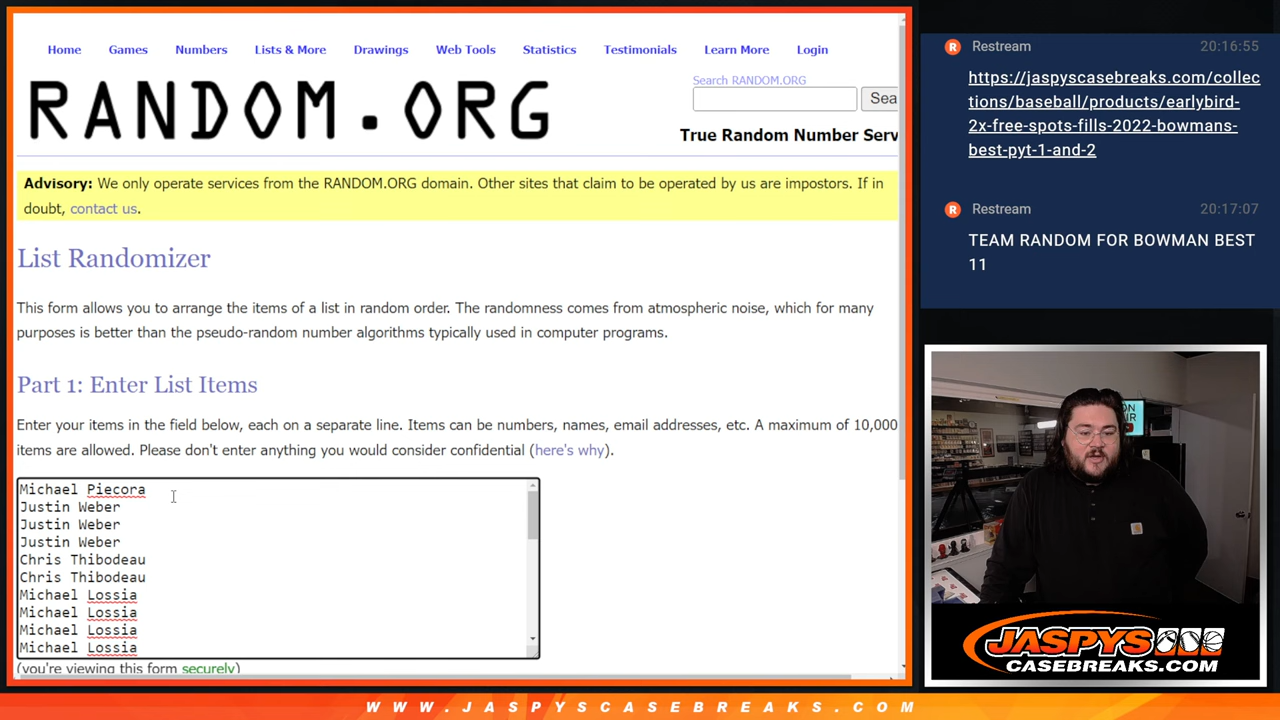 Home Games Numbers Lists & More Drawings Web Tools Statistics Testimonials Learn More Login
RANDOM.ORG
Search RANDOM.ORG
Sea
True Random Number Serv
Advisory: We only operate services from the RANDOM.ORG domain. Other sites that claim to be operated by us are impostors. If in
doubt, contact us.
List Randomizer
This form allows you to arrange the items of a list in random order. The randomness comes from atmospheric noise, which for many
purposes is better than the pseudo-random number algorithms typically used in computer programs.
Part 1: Enter List Items
Enter your items in the field below, each on a separate line. Items can be numbers, names, email addresses, etc. A maximum of 10,000
items are allowed. Please don't enter anything you would consider confidential (here's why).
Michael Piecora
Justin Weber
Justin Weber
Justin Weber
Chris Thibodeau
Chris Thibodeau
Michael Lossia
Michael Lossia
Michael Lossia
Michael Lossia
(you're viewing this form securely)
R Restream 20:16:55
https://jaspyscasebreaks.com/collec
tions/baseball/products/earlybird-
2x-free-spots-fills-2022-bowmans-
best-pyt-1-and-2
R Restream 20:17:07
TEAM RANDOM FOR BOWMAN BEST
11
ON
AIR
JASPYS
CASEBREAKS.COM
WWW.JASPYSCASEBREAKS.COM